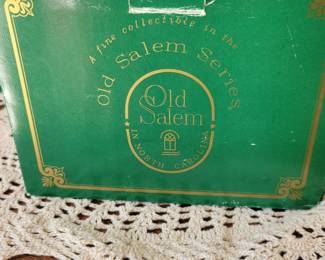 A fine collectible in the
Old Salem Series
Old
Salem
IN NORTH CAROLINA